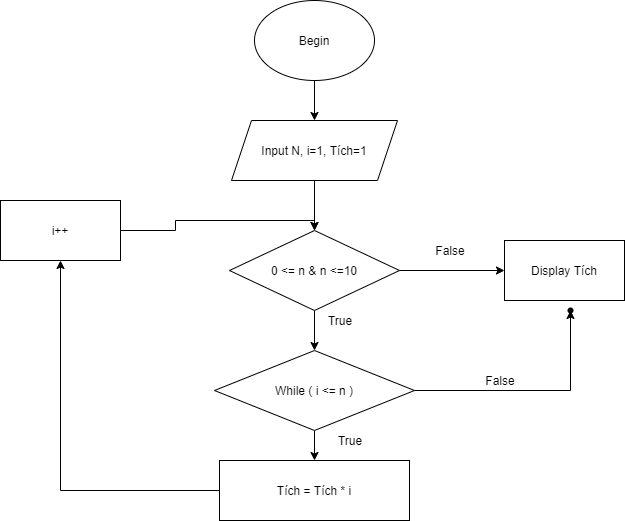 Begin
Input N, i=1, Tích=1
i++
0 <= n & n <=10
False
Display Tích
True
While ( i <= n )
False
True
Tích = Tích * i